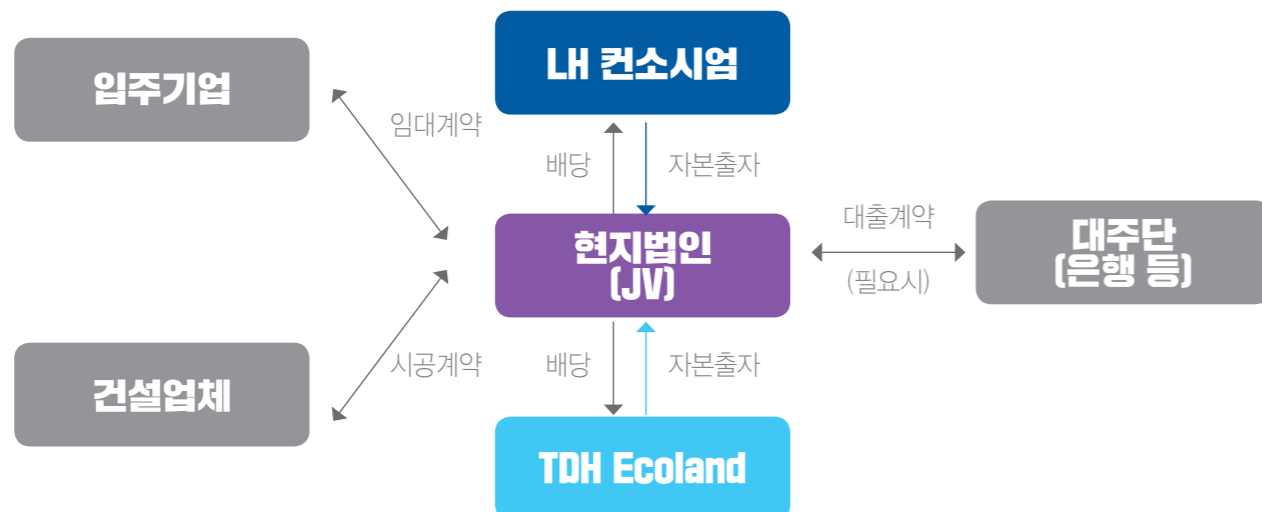 입주기업
LH 컨소시엄
임대계약
배당
자본출자
현지법인
(JV)
대출계약
(필요시)
대주단
(은행 등)
건설업체
시공계약
배당
자본출자
TDH Ecoland